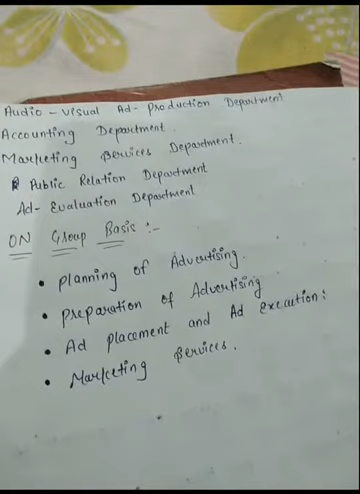 Audio - visual Ad- Production Department
Accounting Department.
Marketing Services Department.
Public Relation Department
Ad- Evaluation Department
ON Group Basis :-
• Planning of Advertising.
• Preparation of Advertising
• Ad Placement and Ad Execution:
• Marketing Services.